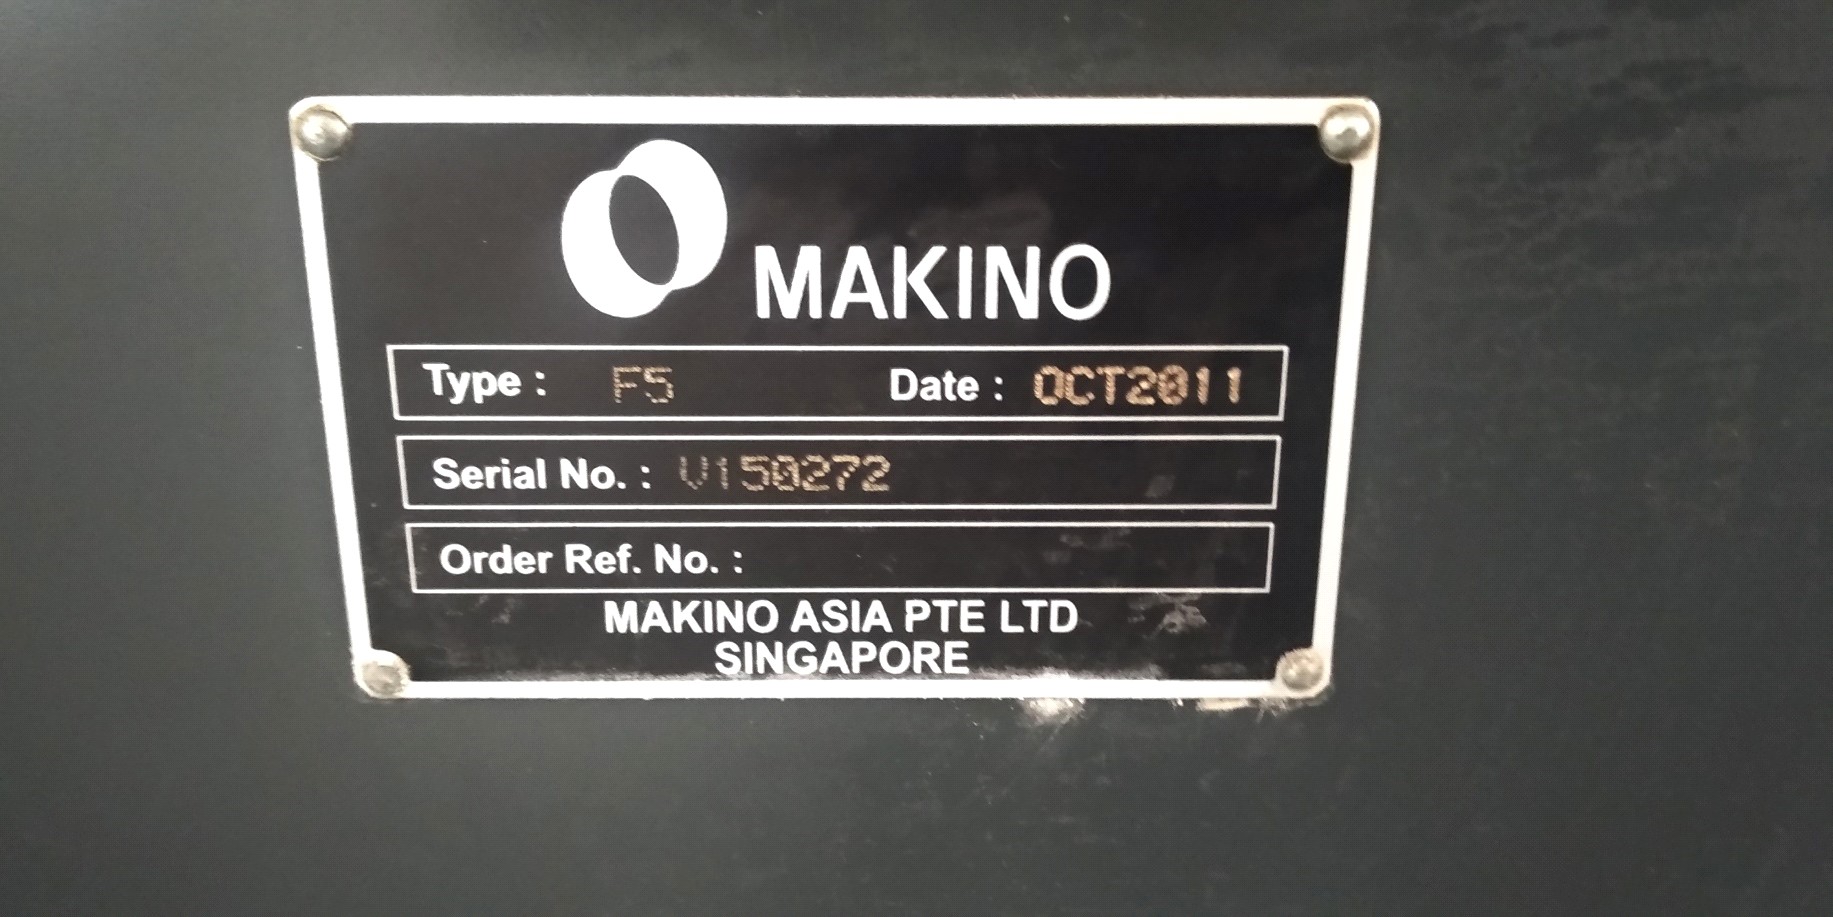 MAKINO
Type : F5 Date : OCT2011
Serial No. : V150272
Order Ref. No. :
MAKINO ASIA PTE LTD
SINGAPORE